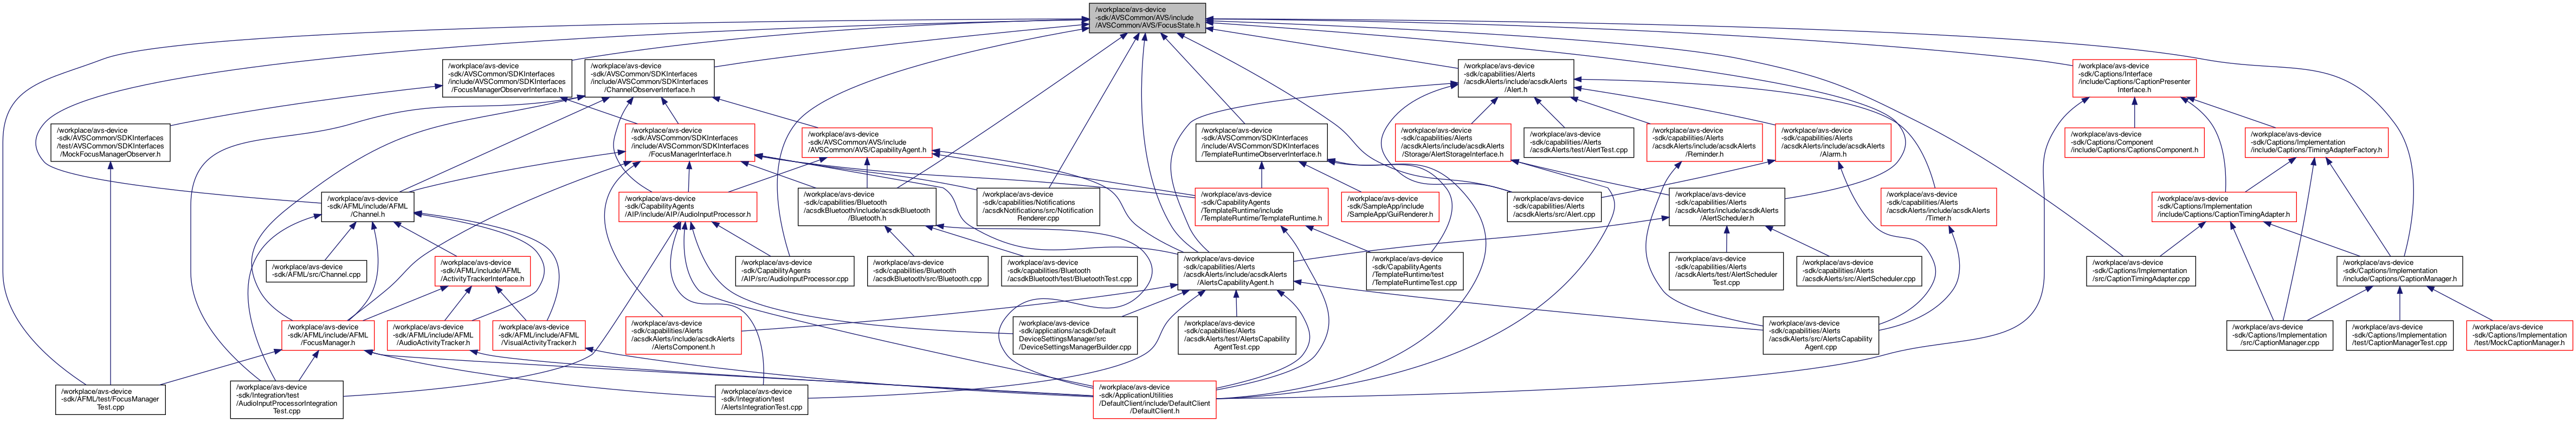 /workplace/avs-device
-sdk/AVSCommon/AVS/include
/AVSCommon/AVS/FocusState.h
/workplace/avs-device
-sdk/AVSCommon/SDKInterfaces
/include/AVSCommon/SDKInterfaces
/FocusManagerObserverInterface.h
/workplace/avs-device
-sdk/AVSCommon/SDKInterfaces
/include/AVSCommon/SDKInterfaces
/ChannelObserverInterface.h
/workplace/avs-device
-sdk/capabilities/Alerts
/acsdkAlerts/include/acsdkAlerts
/Alert.h
/workplace/avs-device
-sdk/Captions/Interface
/include/Captions/CaptionPresenter
Interface.h
/workplace/avs-device
-sdk/AVSCommon/SDKInterfaces
/test/AVSCommon/SDKInterfaces
/MockFocusManagerObserver.h
/workplace/avs-device
-sdk/AVSCommon/SDKInterfaces
/include/AVSCommon/SDKInterfaces
/FocusManagerInterface.h
/workplace/avs-device
-sdk/AVSCommon/AVS/include
/AVSCommon/AVS/CapabilityAgent.h
/workplace/avs-device
-sdk/AVSCommon/SDKInterfaces
/include/AVSCommon/SDKInterfaces
/TemplateRuntimeObserverInterface.h
/workplace/avs-device
-sdk/capabilities/Alerts
/acsdkAlerts/include/acsdkAlerts
/Storage/AlertStorageInterface.h
/workplace/avs-device
-sdk/capabilities/Alerts
/acsdkAlerts/test/AlertTest.cpp
/workplace/avs-device
-sdk/capabilities/Alerts
/acsdkAlerts/include/acsdkAlerts
/Reminder.h
/workplace/avs-device
-sdk/capabilities/Alerts
/acsdkAlerts/include/acsdkAlerts
/Alarm.h
/workplace/avs-device
-sdk/Captions/Component
/include/Captions/CaptionsComponent.h
/workplace/avs-device
-sdk/Captions/Implementation
/include/Captions/TimingAdapterFactory.h
/workplace/avs-device
-sdk/AFML/include/AFML
/Channel.h
/workplace/avs-device
-sdk/CapabilityAgents
/AIP/include/AIP/AudioInputProcessor.h
/workplace/avs-device
-sdk/capabilities/Bluetooth
/acsdkBluetooth/include/acsdkBluetooth
/Bluetooth.h
/workplace/avs-device
-sdk/capabilities/Notifications
/acsdkNotifications/src/Notification
Renderer.cpp
/workplace/avs-device
-sdk/CapabilityAgents
/TemplateRuntime/include
/TemplateRuntime/TemplateRuntime.h
/workplace/avs-device
-sdk/SampleApp/include
/SampleApp/GuiRenderer.h
/workplace/avs-device
-sdk/capabilities/Alerts
/acsdkAlerts/src/Alert.cpp
/workplace/avs-device
-sdk/capabilities/Alerts
/acsdkAlerts/include/acsdkAlerts
/AlertScheduler.h
/workplace/avs-device
-sdk/capabilities/Alerts
/acsdkAlerts/include/acsdkAlerts
/Timer.h
/workplace/avs-device
-sdk/Captions/Implementation
/include/Captions/CaptionTimingAdapter.h
/workplace/avs-device
-sdk/AFML/src/Channel.cpp
/workplace/avs-device
-sdk/AFML/include/AFML
/ActivityTrackerInterface.h
/workplace/avs-device
-sdk/CapabilityAgents
/AIP/src/AudioInputProcessor.cpp
/workplace/avs-device
-sdk/capabilities/Bluetooth
/acsdkBluetooth/src/Bluetooth.cpp
/workplace/avs-device
-sdk/capabilities/Bluetooth
/acsdkBluetooth/test/BluetoothTest.cpp
/workplace/avs-device
-sdk/capabilities/Alerts
/acsdkAlerts/include/acsdkAlerts
/AlertsCapabilityAgent.h
/workplace/avs-device
-sdk/CapabilityAgents
/TemplateRuntime/test
/TemplateRuntimeTest.cpp
/workplace/avs-device
-sdk/capabilities/Alerts
/acsdkAlerts/test/AlertScheduler
Test.cpp
/workplace/avs-device
-sdk/capabilities/Alerts
/acsdkAlerts/src/AlertScheduler.cpp
/workplace/avs-device
-sdk/Captions/Implementation
/src/CaptionTimingAdapter.cpp
/workplace/avs-device
-sdk/Captions/Implementation
/include/Captions/CaptionManager.h
/workplace/avs-device
-sdk/AFML/include/AFML
/FocusManager.h
/workplace/avs-device
-sdk/AFML/include/AFML
/AudioActivityTracker.h
/workplace/avs-device
-sdk/AFML/include/AFML
/VisualActivityTracker.h
/workplace/avs-device
-sdk/capabilities/Alerts
/acsdkAlerts/include/acsdkAlerts
/AlertsComponent.h
/workplace/avs-device
-sdk/applications/acsdkDefault
DeviceSettingsManager/src
/DeviceSettingsManagerBuilder.cpp
/workplace/avs-device
-sdk/capabilities/Alerts
/acsdkAlerts/test/AlertsCapability
AgentTest.cpp
/workplace/avs-device
-sdk/capabilities/Alerts
/acsdkAlerts/src/AlertsCapability
Agent.cpp
/workplace/avs-device
-sdk/Captions/Implementation
/src/CaptionManager.cpp
/workplace/avs-device
-sdk/Captions/Implementation
/test/CaptionManagerTest.cpp
/workplace/avs-device
-sdk/Captions/Implementation
/test/MockCaptionManager.h
/workplace/avs-device
-sdk/AFML/test/FocusManager
Test.cpp
/workplace/avs-device
-sdk/Integration/test
/AudioInputProcessorIntegration
Test.cpp
/workplace/avs-device
-sdk/Integration/test
/AlertsIntegrationTest.cpp
/workplace/avs-device
-sdk/ApplicationUtilities
/DefaultClient/include/DefaultClient
/DefaultClient.h